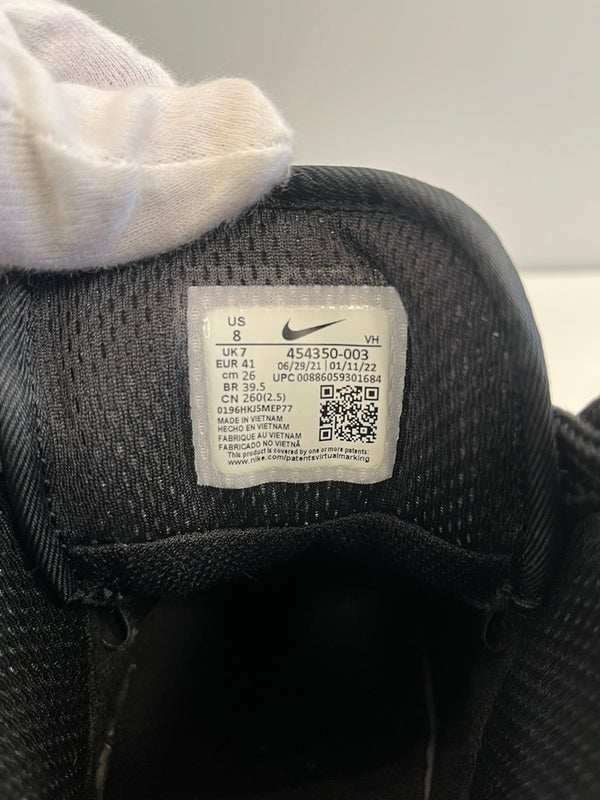 US
8
VH
UK 7
EUR 41
cm 26
BR 39.5
CN 260(2.5)
454350-003
06/29/21 | 01/11/22
UPC 00886059301684
0196HKJ5MEP77
MADE IN VIETNAM
HECHO EN VIETNAM
FABRIQUE AU VIETNAM
FABRICADO NO VIETNÃ
This product is covered by one or more patents:
www.nike.com/patentsvirtualmarking